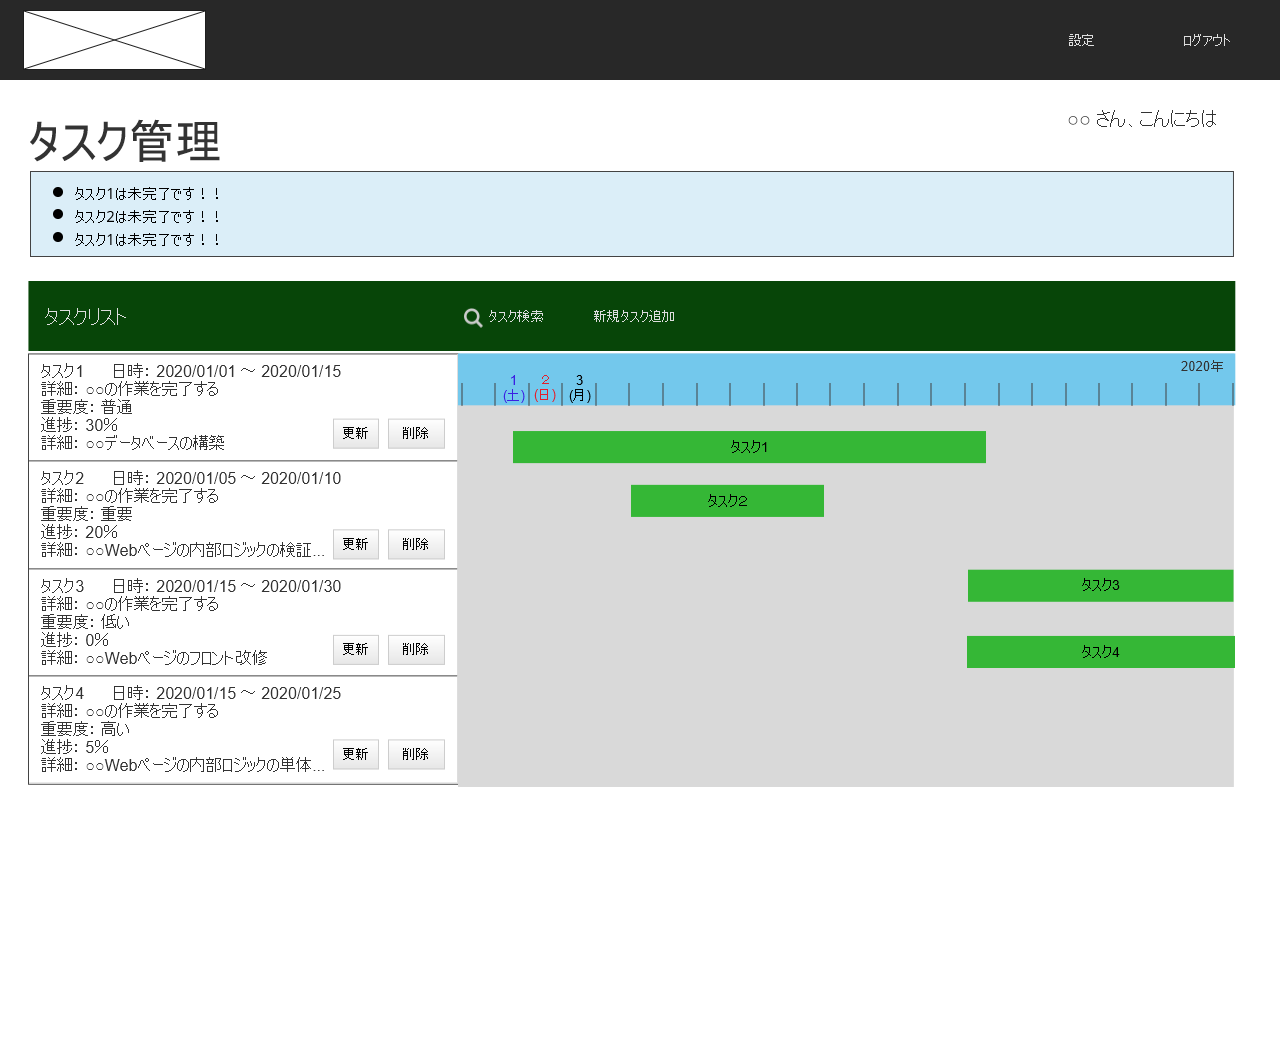 設定
ログアウト
○○ さん、こんにちは
タスク管理
タスク1は未完了です！！
タスク2は未完了です！！
タスク1は未完了です！！
タスクリスト
タスク検索
新規タスク追加
タスク1 日時: 2020/01/01 ～ 2020/01/15
詳細: ○○の作業を完了する
重要度: 普通
進捗: 30%
詳細: ○○データベースの構築
更新
削除
タスク2 日時: 2020/01/05 ～ 2020/01/10
詳細: ○○の作業を完了する
重要度: 重要
進捗: 20%
詳細: ○○Webページの内部ロジックの検証...
更新
削除
タスク3 日時: 2020/01/15 ～ 2020/01/30
詳細: ○○の作業を完了する
重要度: 低い
進捗: 0%
詳細: ○○Webページのフロント改修
更新
削除
タスク4 日時: 2020/01/15 ～ 2020/01/25
詳細: ○○の作業を完了する
重要度: 高い
進捗: 5%
詳細: ○○Webページの内部ロジックの単体...
更新
削除
2020年
1 2 3
(土) (日) (月)
タスク1
タスク2
タスク3
タスク4